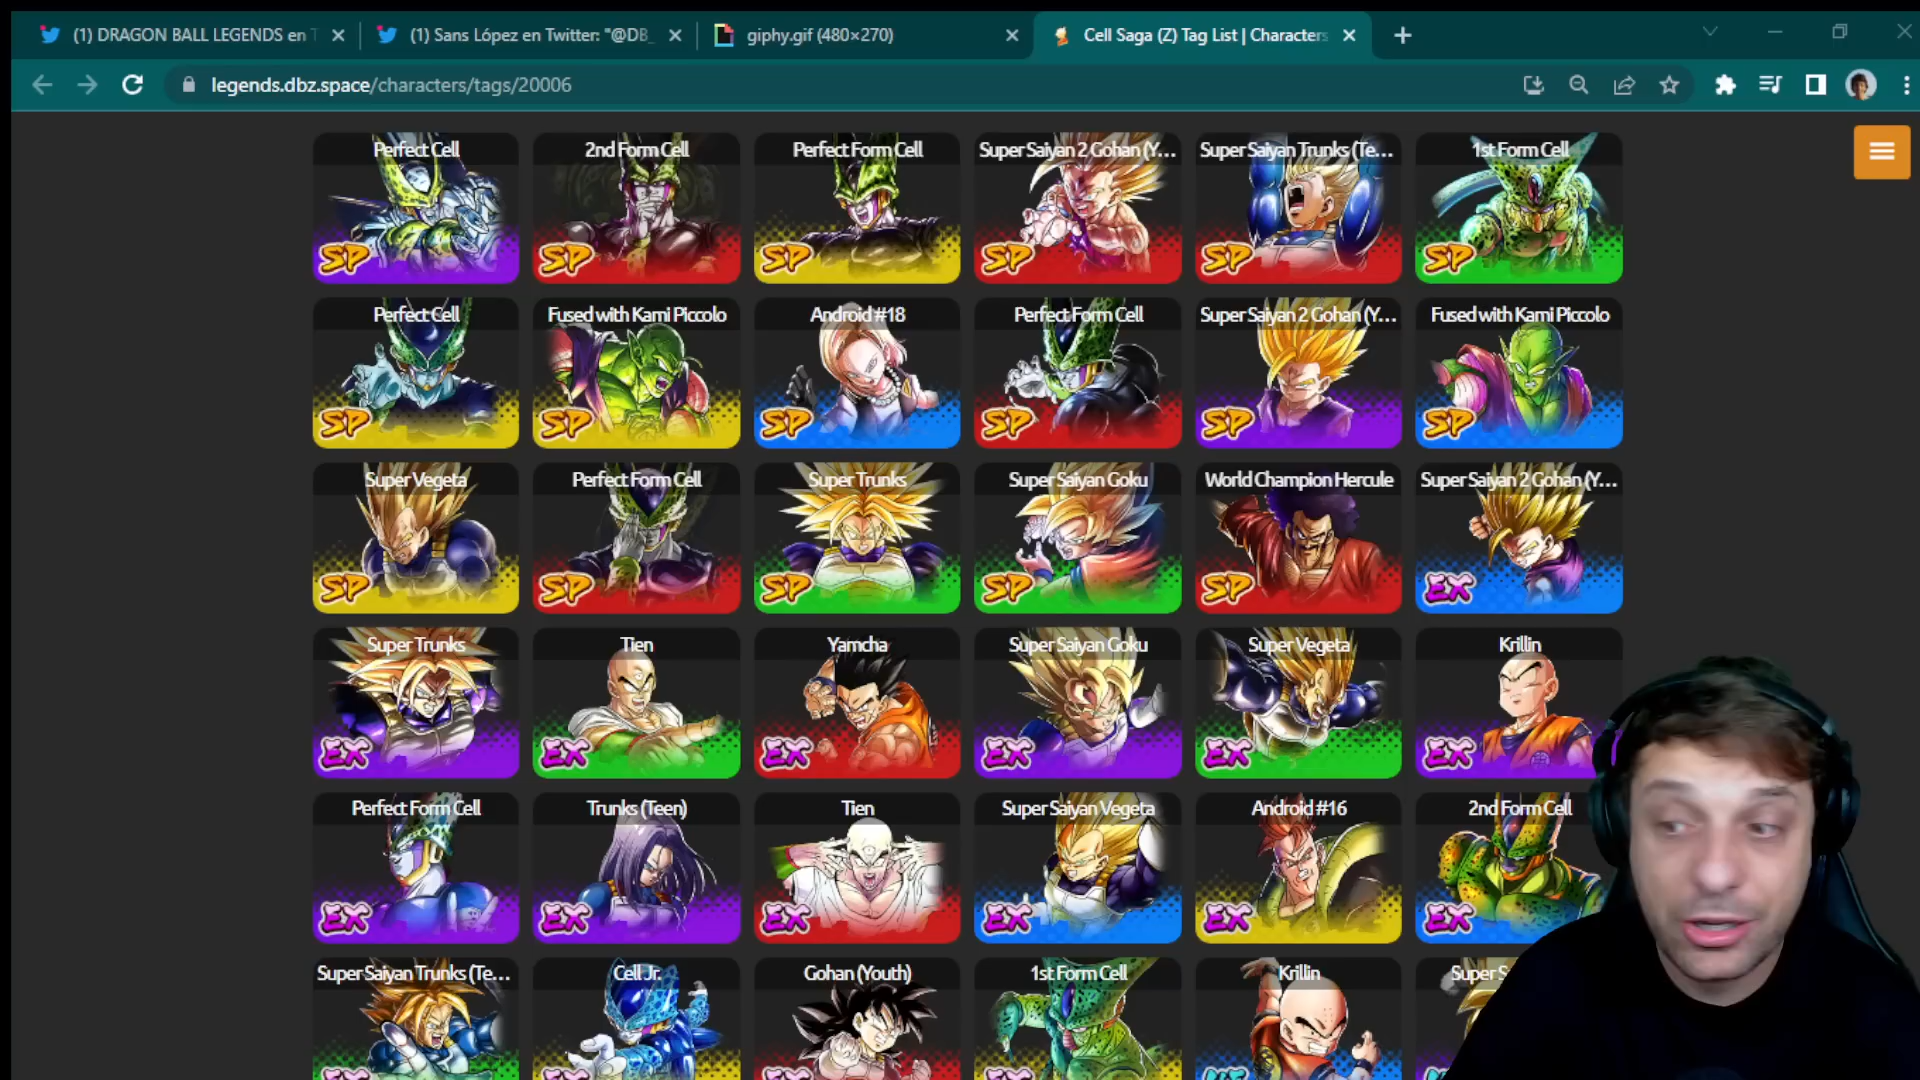 (1) DRAGON BALL LEGENDS en T
(1) Sans López en Twitter: "@DB_
giphy.gif (480×270)
Cell Saga (Z) Tag List | Characters
legends.dbz.space/characters/tags/20006
Perfect Cell
2nd Form Cell
Perfect Form Cell
Super Saiyan 2 Gohan (Y...
Super Saiyan Trunks (Te...
1st Form Cell
SP
SP
SP
SP
SP
SP
Perfect Cell
Fused with Kami Piccolo
Android #18
Perfect Form Cell
Super Saiyan 2 Gohan (Y...
Fused with Kami Piccolo
SP
SP
SP
SP
SP
SP
Super Vegeta
Perfect Form Cell
Super Trunks
Super Saiyan Goku
World Champion Hercule
Super Saiyan 2 Gohan (Y...
SP
SP
SP
SP
SP
EX
Super Trunks
Tien
Yamcha
Super Saiyan Goku
Super Vegeta
Krillin
EX
EX
EX
EX
EX
EX
Perfect Form Cell
Trunks (Teen)
Tien
Super Saiyan Vegeta
Android #16
2nd Form Cell
EX
EX
EX
EX
EX
EX
Super Saiyan Trunks (Te...
Cell Jr.
Gohan (Youth)
1st Form Cell
Krillin
Super S
EX
EX
EX
EX